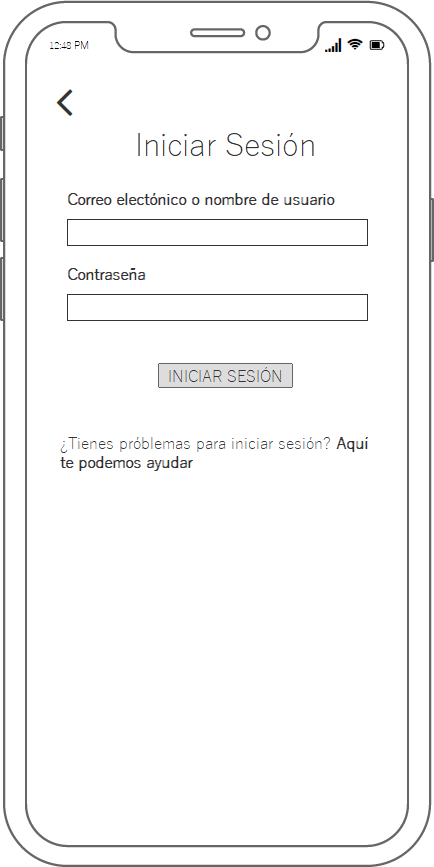 12:48 PM
Iniciar Sesión
Correo electónico o nombre de usuario
Contraseña
INICIAR SESIÓN
¿Tienes próblemas para iniciar sesión? Aquí
te podemos ayudar